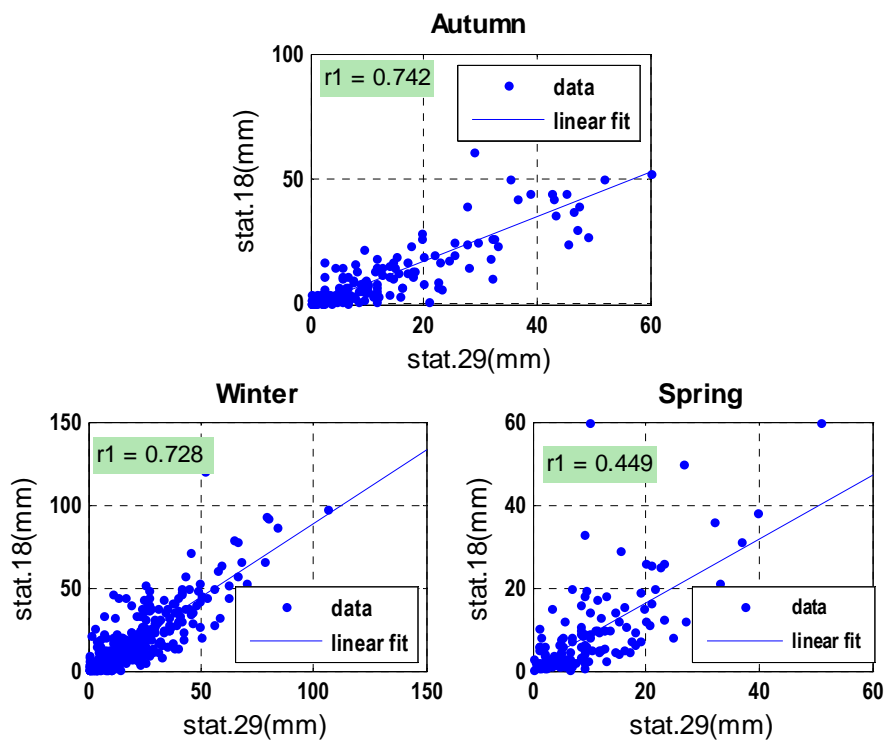 Autumn
100
r1 = 0.742
data
linear fit
50
stat.18(mm)
0
0 20 40 60
stat.29(mm)
Winter
150
r1 = 0.728
100
stat.18(mm)
50
data
linear fit
0
0 50 100 150
stat.29(mm)
Spring
60
r1 = 0.449
40
stat.18(mm)
20
data
linear fit
0
0 20 40 60
stat.29(mm)